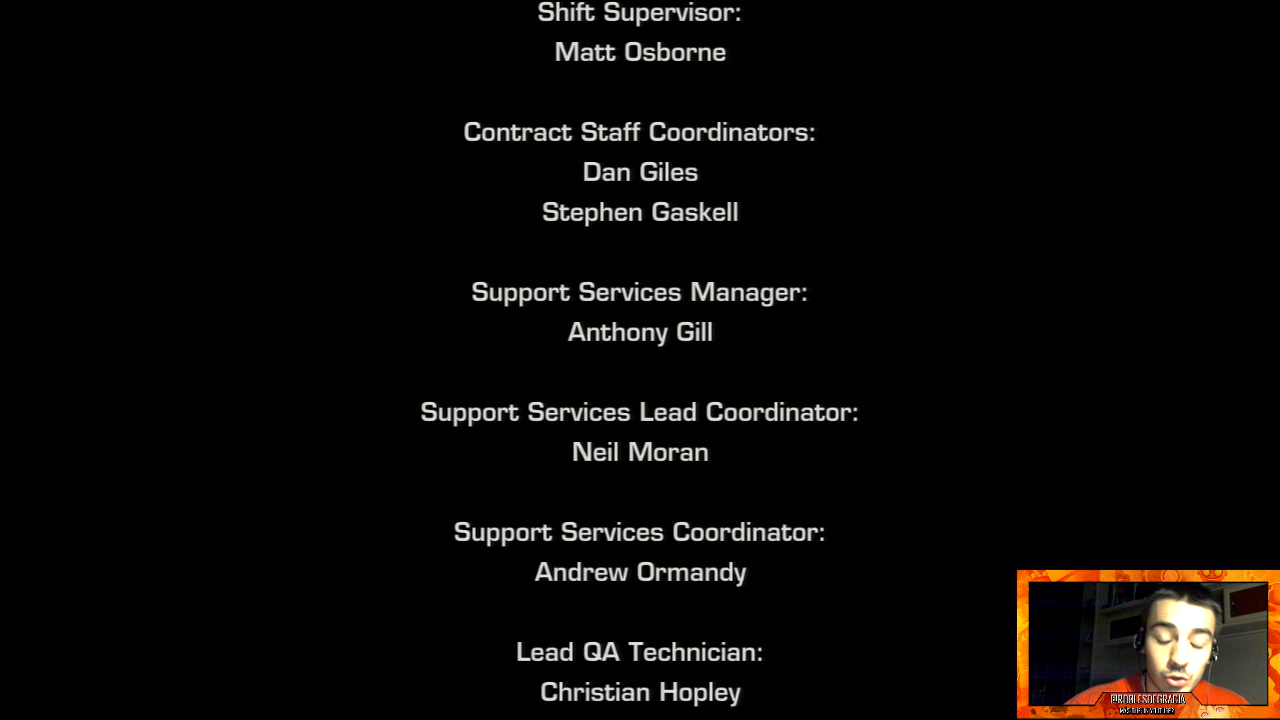 Shift Supervisor:
Matt Osborne
Contract Staff Coordinators:
Dan Giles
Stephen Gaskell
Support Services Manager:
Anthony Gill
Support Services Lead Coordinator:
Neil Moran
Support Services Coordinator:
Andrew Ormandy
Lead QA Technician:
Christian Hopley
@ROBLESDEGRACIA